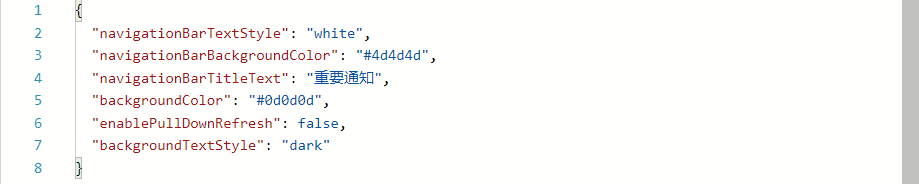 1 {
2 "navigationBarTextStyle": "white",
3 "navigationBarBackgroundColor": "#4d4d4d",
4 "navigationBarTitleText": "重要通知",
5 "backgroundColor": "#0d0d0d",
6 "enablePullDownRefresh": false,
7 "backgroundTextStyle": "dark"
8 }